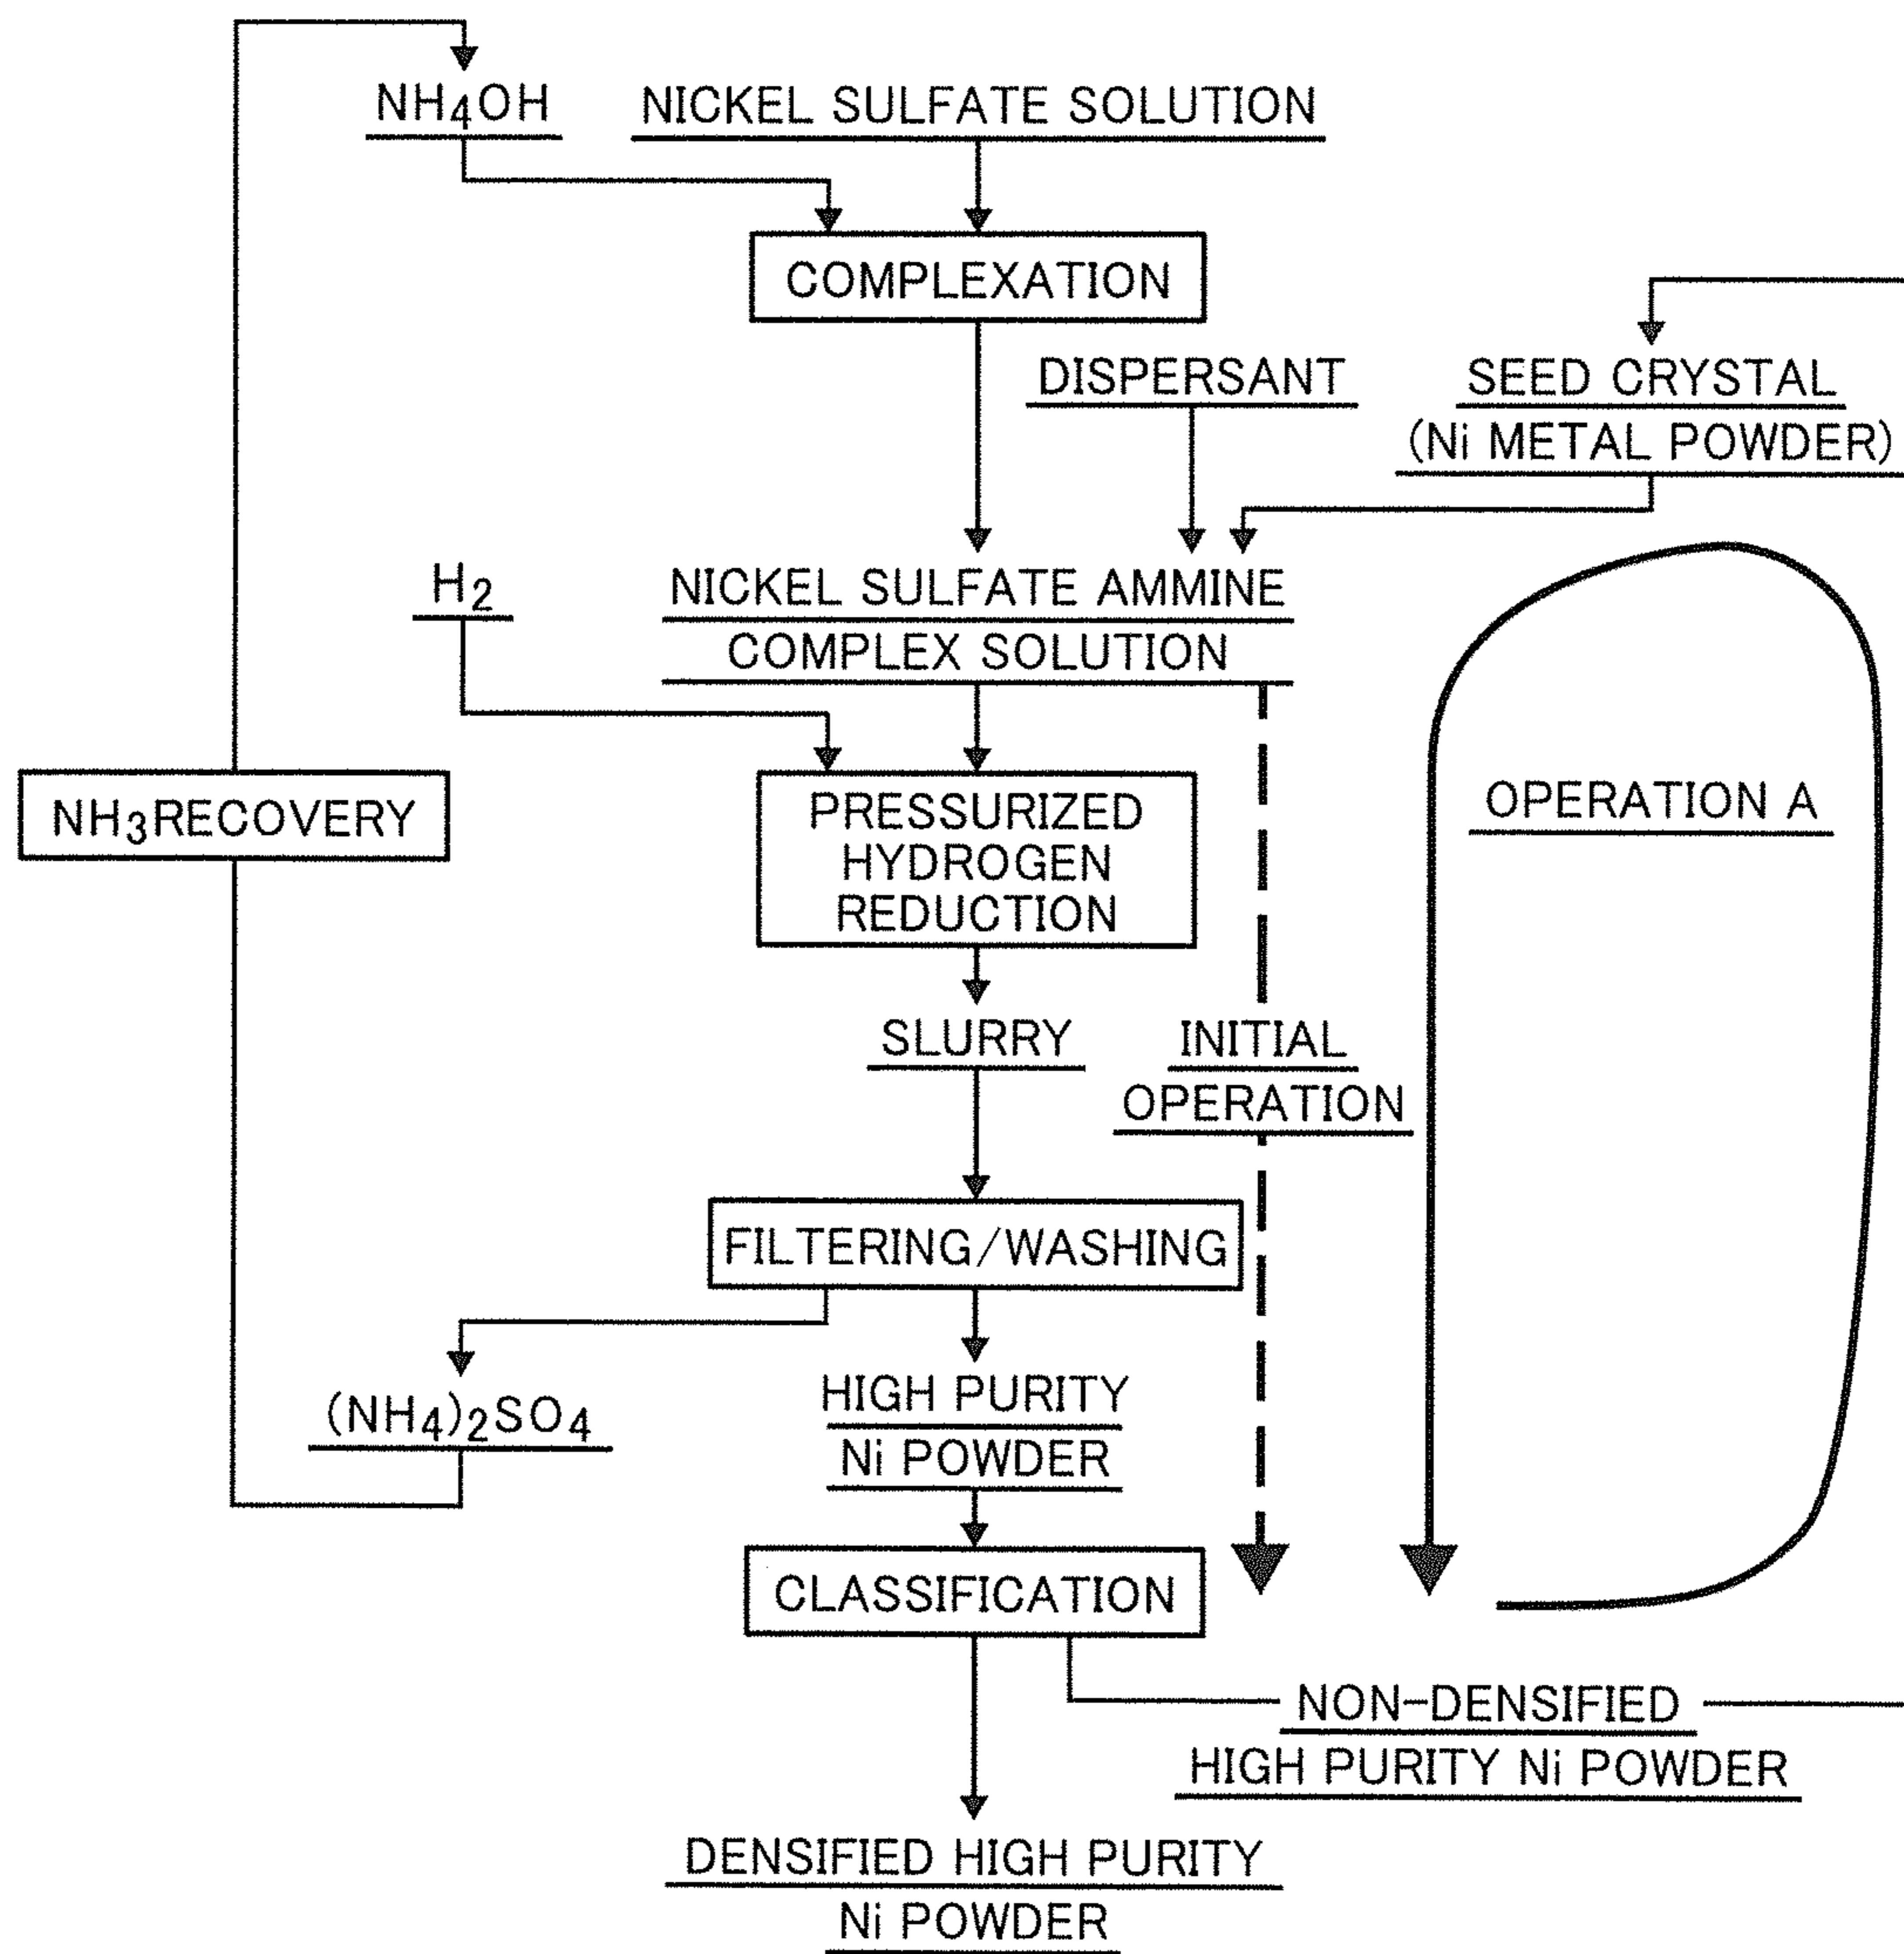 NH4OH
NICKEL SULFATE SOLUTION
COMPLEXATION
DISPERSANT
SEED CRYSTAL
(Ni METAL POWDER)
H2
NICKEL SULFATE AMMINE
COMPLEX SOLUTION
NH3RECOVERY
PRESSURIZED
HYDROGEN
REDUCTION
OPERATION A
SLURRY
INITIAL
OPERATION
FILTERING/WASHING
(NH4)2SO4
HIGH PURITY
Ni POWDER
CLASSIFICATION
NON-DENSIFIED
HIGH PURITY Ni POWDER
DENSIFIED HIGH PURITY
Ni POWDER